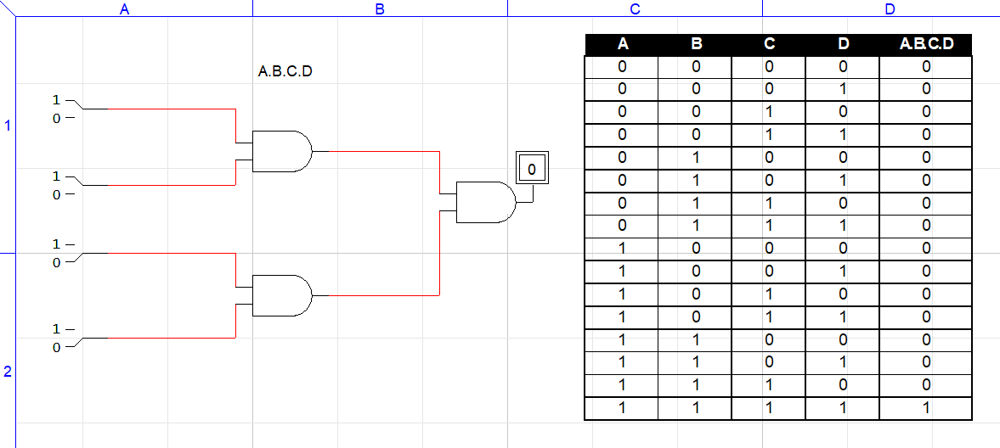 A B C D
A.B.C.D
1
0
1
0
1
0
1
0
0
1
2
A B C D A.B.C.D
0 0 0 0 0
0 0 0 1 0
0 0 1 0 0
0 0 1 1 0
0 1 0 0 0
0 1 0 1 0
0 1 1 0 0
0 1 1 1 0
1 0 0 0 0
1 0 0 1 0
1 0 1 0 0
1 0 1 1 0
1 1 0 0 0
1 1 0 1 0
1 1 1 0 0
1 1 1 1 1